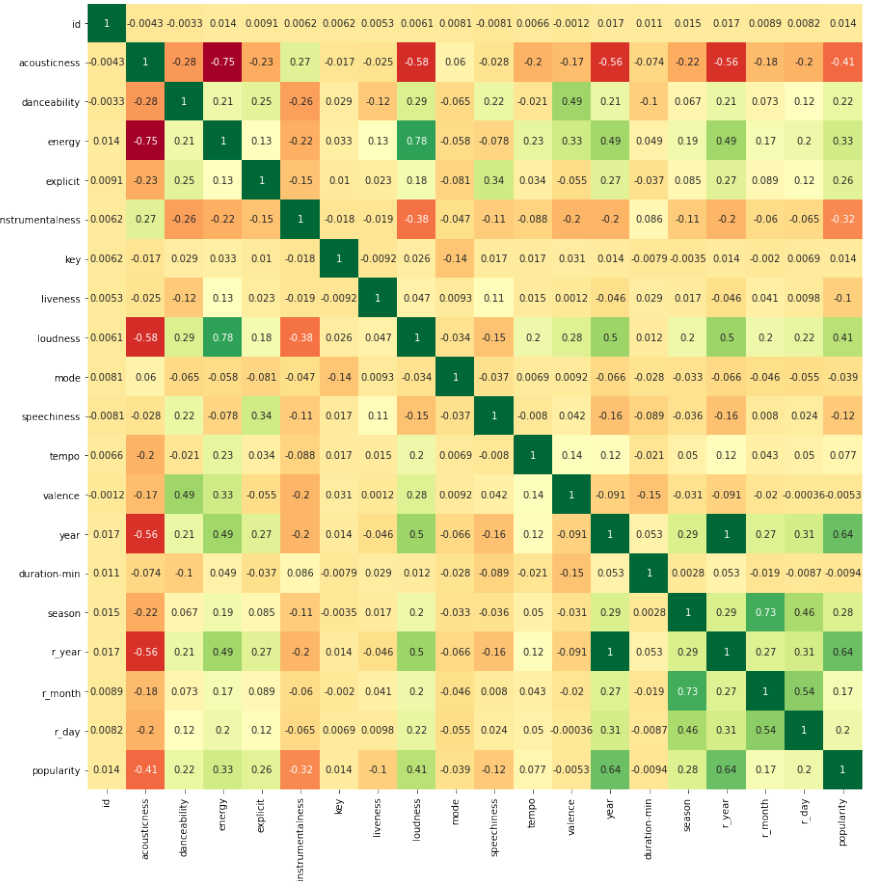 id 1 -0.0043 -0.0033 0.014 0.0091 0.0062 0.0062 0.0053 0.0061 0.0081 -0.0081 0.0066 -0.0012 0.017 0.011 0.015 0.017 0.0089 0.0082 0.014
acousticness -0.0043 1 -0.28 -0.75 -0.23 0.27 -0.017 -0.025 -0.58 0.06 -0.028 -0.2 -0.17 -0.56 -0.074 -0.22 -0.56 -0.18 -0.2 -0.41
danceability -0.0033 -0.28 1 0.21 0.25 -0.26 0.029 -0.12 0.29 -0.065 0.22 -0.021 0.49 0.21 -0.1 0.067 0.21 0.073 0.12 0.22
energy 0.014 -0.75 0.21 1 0.13 -0.22 0.033 0.13 0.78 -0.058 -0.078 0.23 0.33 0.49 0.049 0.19 0.49 0.17 0.2 0.33
explicit 0.0091 -0.23 0.25 0.13 1 -0.15 0.01 0.023 0.18 -0.081 0.34 0.034 -0.055 0.27 -0.037 0.085 0.27 0.089 0.12 0.26
nstrumentalness 0.0062 0.27 -0.26 -0.22 -0.15 1 -0.018 -0.019 -0.38 -0.047 -0.11 -0.088 -0.2 -0.2 0.086 -0.11 -0.2 -0.06 -0.065 -0.32
key 0.0062 -0.017 0.029 0.033 0.01 -0.018 1 -0.0092 0.026 -0.14 0.017 0.017 0.031 0.014 -0.0079 -0.0035 0.014 -0.002 0.0069 0.014
liveness 0.0053 -0.025 -0.12 0.13 0.023 -0.019 -0.0092 1 0.047 0.0093 0.11 0.015 0.0012 -0.046 0.029 0.017 -0.046 0.041 0.0098 -0.1
loudness 0.0061 -0.58 0.29 0.78 0.18 -0.38 0.026 0.047 1 -0.034 -0.15 0.2 0.28 0.5 0.012 0.2 0.5 0.2 0.22 0.41
mode 0.0081 0.06 -0.065 -0.058 -0.081 -0.047 -0.14 0.0093 -0.034 1 -0.037 0.0069 0.0092 -0.066 -0.028 -0.033 -0.066 -0.046 -0.055 -0.039
speechiness -0.0081 -0.028 0.22 -0.078 0.34 -0.11 0.017 0.11 -0.15 -0.037 1 -0.008 0.042 -0.16 -0.089 -0.036 -0.16 0.008 0.024 -0.12
tempo 0.0066 -0.2 -0.021 0.23 0.034 -0.088 0.017 0.015 0.2 0.0069 -0.008 1 0.14 0.12 -0.021 0.05 0.12 0.043 0.05 0.077
valence -0.0012 -0.17 0.49 0.33 -0.055 -0.2 0.031 0.0012 0.28 0.0092 0.042 0.14 1 -0.091 -0.15 -0.031 -0.091 -0.02 -0.00036 -0.0053
year 0.017 -0.56 0.21 0.49 0.27 -0.2 0.014 -0.046 0.5 -0.066 -0.16 0.12 -0.091 1 0.053 0.29 1 0.27 0.31 0.64
duration-min 0.011 -0.074 -0.1 0.049 -0.037 0.086 -0.0079 0.029 0.012 -0.028 -0.089 -0.021 -0.15 0.053 1 0.0028 0.053 -0.019 -0.0087 -0.0094
season 0.015 -0.22 0.067 0.19 0.085 -0.11 -0.0035 0.017 0.2 -0.033 -0.036 0.05 -0.031 0.29 0.0028 1 0.29 0.73 0.46 0.28
r_year 0.017 -0.56 0.21 0.49 0.27 -0.2 0.014 -0.046 0.5 -0.066 -0.16 0.12 -0.091 1 0.053 0.29 1 0.27 0.31 0.64
r_month 0.0089 -0.18 0.073 0.17 0.089 -0.06 -0.002 0.041 0.2 -0.046 0.008 0.043 -0.02 0.27 -0.019 0.73 0.27 1 0.54 0.17
r_day 0.0082 -0.2 0.12 0.2 0.12 -0.065 0.0069 0.0098 0.22 -0.055 0.024 0.05 -0.00036 0.31 -0.0087 0.46 0.31 0.54 1 0.2
popularity 0.014 -0.41 0.22 0.33 0.26 -0.32 0.014 -0.1 0.41 -0.039 -0.12 0.077 -0.0053 0.64 -0.0094 0.28 0.64 0.17 0.2 1
id acousticness danceability energy explicit instrumentalness key liveness loudness mode speechiness tempo valence year duration-min season r_year r_month r_day popularity